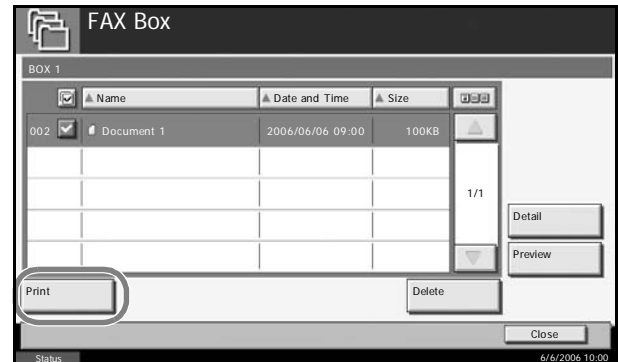 FAX Box
BOX 1
Name Date and Time Size
002 Document 1 2006/06/06 09:00 100KB
1/1
Detail
Preview
Print Delete
Close
Status 6/6/2006 10:00